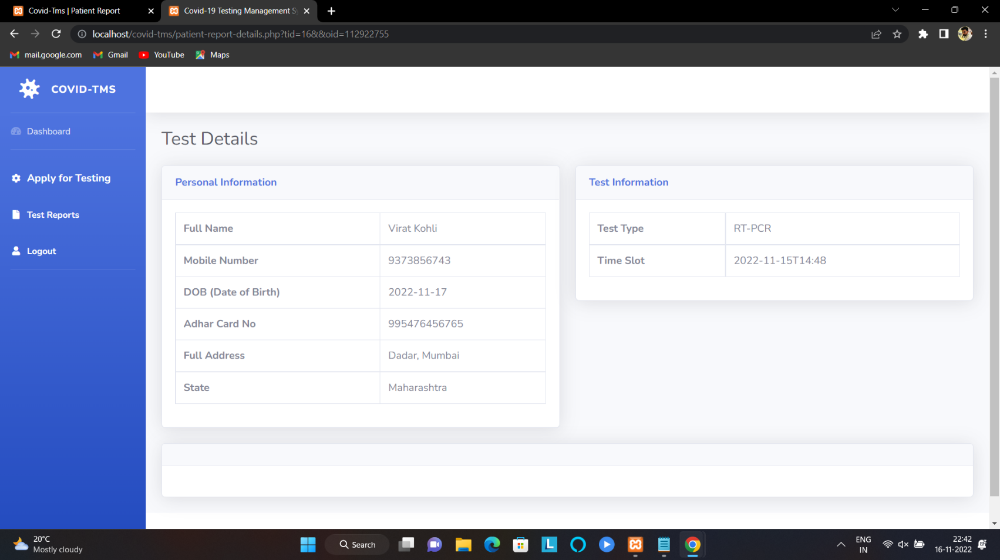 Covid-Tms | Patient Report
Covid-19 Testing Management Sy
localhost/covid-tms/patient-report-details.php?tid=16&&oid=112922755
mail.google.com
Gmail
YouTube
Maps
COVID-TMS
Dashboard
Apply for Testing
Test Reports
Logout
Test Details
Personal Information
Full Name Virat Kohli
Mobile Number 9373856743
DOB (Date of Birth) 2022-11-17
Adhar Card No 995476456765
Full Address Dadar, Mumbai
State Maharashtra
Test Information
Test Type RT-PCR
Time Slot 2022-11-15T14:48
20°C
Mostly cloudy
Search
L
ENG
IN
22:42
16-11-2022